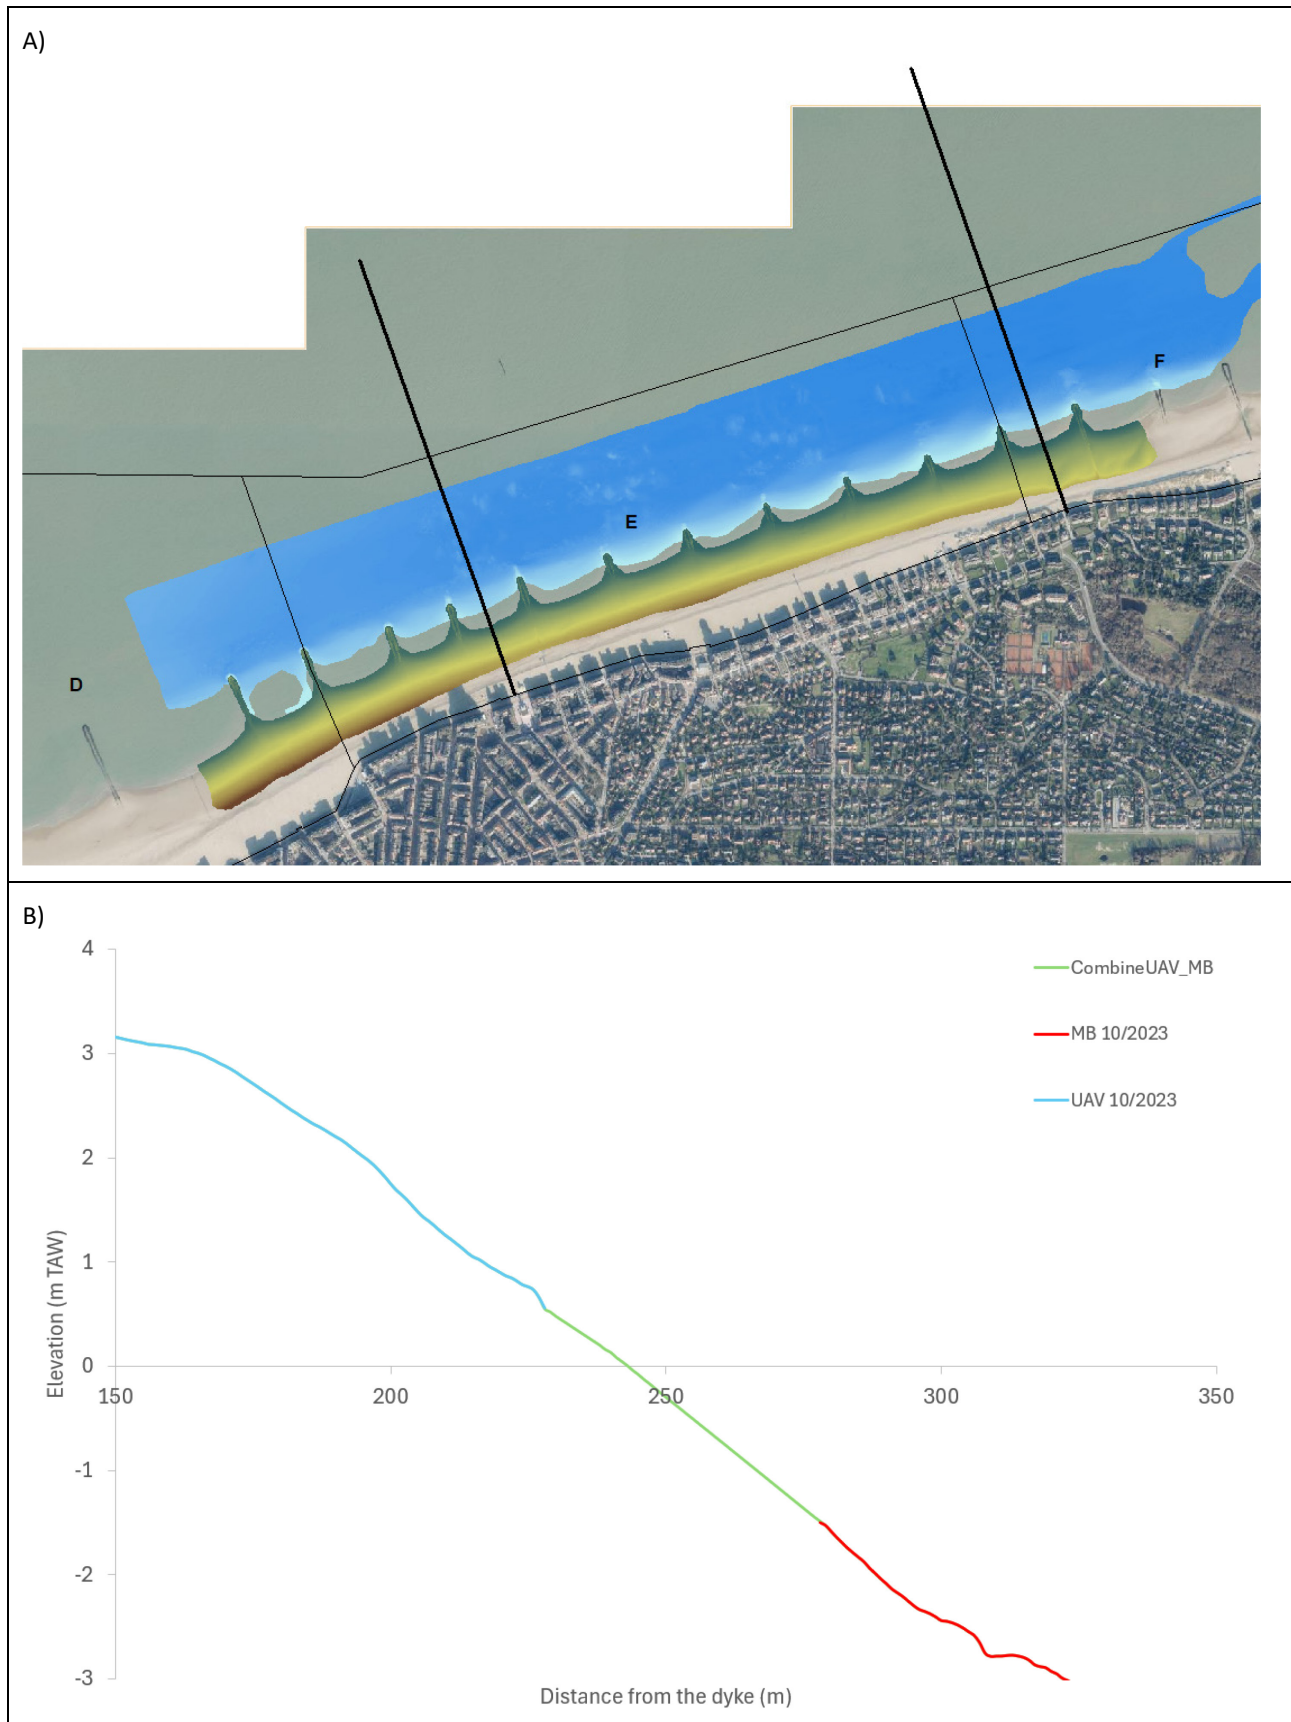 A)
F
E
D
B)
4
CombineUAV_MB
3
MB 10/2023
UAV 10/2023
2
1
Elevation (m TAW)
0
150 200 250 300 350
-1
-2
-3
Distance from the dyke (m)